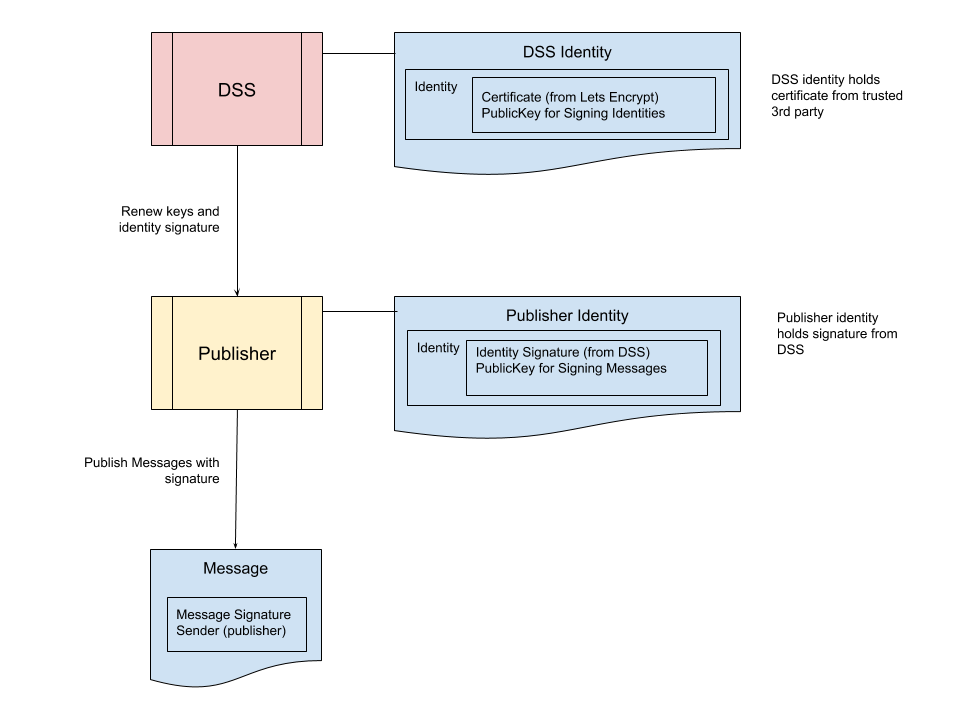 DSS
DSS Identity
Identity
Certificate (from Lets Encrypt)
PublicKey for Signing Identities
DSS identity holds
certificate from trusted
3rd party
Renew keys and
identity signature
Publisher
Publisher Identity
Identity
Identity Signature (from DSS)
PublicKey for Signing Messages
Publisher identity
holds signature from
DSS
Publish Messages with
signature
Message
Message Signature
Sender (publisher)